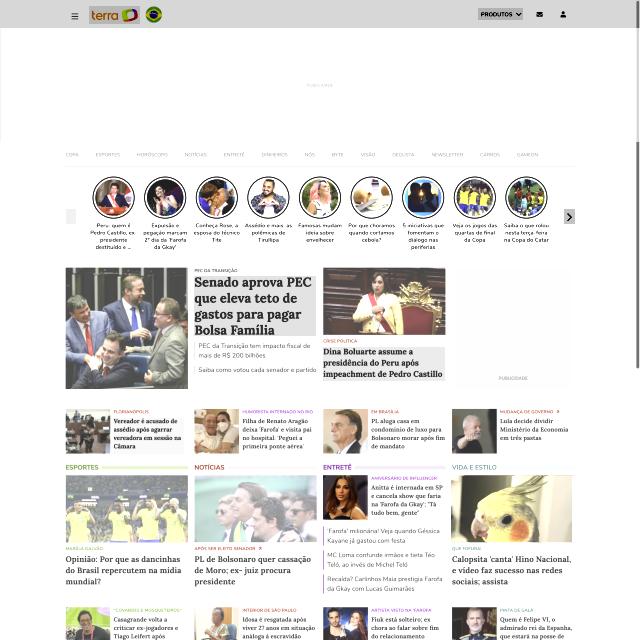 terra
PRODUTOS
PUBLICIDADE
COPA ESPORTES HORÓSCOPO NOTÍCIAS ENTRETÊ DINHEIROS NÓS BYTE VISÃO DEGUSTA NEWSLETTER CARROS GAMEON
Peru: quem é
Pedro Castillo, ex
presidente
destituído e ...
Expulsão e
pegação marcam
2º dia da 'Farofa
da Gkay'
Conheça Rose, a
esposa do técnico
Tite
Assédio e mais: as
polêmicas de
Tirullipa
Famosas mudam
ideia sobre
envelhecer
Por que choramos
quando cortamos
cebola?
5 iniciativas que
fomentam o
diálogo nas
periferias
Veja os jogos das
quartas de final
da Copa
Saiba o que rolou
nesta terça-feira
na Copa do Catar
PEC DA TRANSIÇÃO
Senado aprova PEC
que eleva teto de
gastos para pagar
Bolsa Família
PEC da Transição tem impacto fiscal de
mais de R$ 200 bilhões
Saiba como votou cada senador e partido
CRISE POLÍTICA
Dina Boluarte assume a
presidência do Peru após
impeachment de Pedro Castillo
PUBLICIDADE
FLORIANÓPOLIS
Vereador é acusado de
assédio após agarrar
vereadora em sessão na
Câmara
HUMORISTA INTERNADO NO RIO
Filha de Renato Aragão
deixa 'Farofa' e visita pai
no hospital: 'Peguei a
primeira ponte aérea'
EM BRASÍLIA
PL aluga casa em
condomínio de luxo para
Bolsonaro morar após fim
de mandato
MUDANÇA DE GOVERNO
Lula decide dividir
Ministério da Economia
em três pastas
ESPORTES
MARÍLIA GALVÃO
Opinião: Por que as dancinhas
do Brasil repercutem na mídia
mundial?
NOTÍCIAS
APÓS SER ELEITO SENADOR
PL de Bolsonaro quer cassação
de Moro; ex- juiz procura
presidente
ENTRETÊ
ANIVERSÁRIO DE INFLUENCER
Anitta é internada em SP
e cancela show que faria
na 'Farofa da Gkay'; 'Tá
tudo bem, gente'
'Farofa' milionária! Veja quando Géssica
Kayane já gastou com festa
MC Loma confunde irmãos e tieta Téo
Teló, ao invés de Michel Teló
Recaída? Carlinhos Maia prestigia Farofa
da Gkay com Lucas Guimarães
VIDA E ESTILO
QUE FOFURA!
Calopsita 'canta' Hino Nacional,
e vídeo faz sucesso nas redes
sociais; assista
"COVARDES E MOSQUETEIROS"
Casagrande volta a
criticar ex-jogadores e
Tiago Leifert após
INTERIOR DE SÃO PAULO
Idosa é resgatada após
viver 27 anos em situação
análoga à escravidão
ARTISTA VISTO NA 'FAROFA'
Fiuk está solteiro; ex
chora ao falar sobre fim
do relacionamento
PINTA DE GALÃ
Quem é Felipe VI, o
admirado rei da Espanha,
que estará na posse de